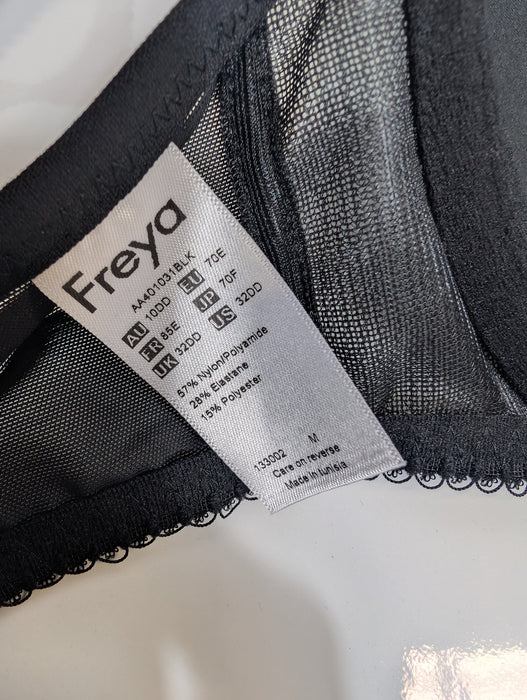 Freya
AA401031BLK
AU 10DD EU 70E
FR 85E JP 70F
UK 32DD US 32DD
57% Nylon/Polyamide
28% Elastane
15% Polyester
133002 M
Care on reverse
Made in Tunisia